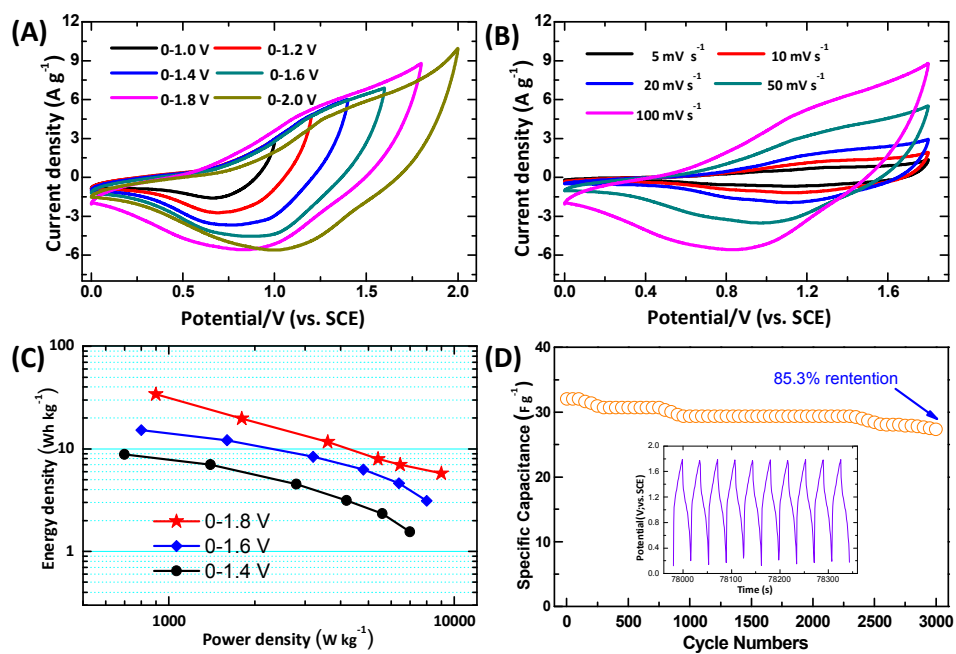 (A)
Current density (A g⁻¹)
12
9
6
3
0
-3
-6
0-1.0 V 0-1.2 V
0-1.4 V 0-1.6 V
0-1.8 V 0-2.0 V
0.0 0.5 1.0 1.5 2.0
Potential/V (vs. SCE)
(B)
Current density (A g⁻¹)
12
9
6
3
0
-3
-6
5 mV s⁻¹ 10 mV s⁻¹
20 mV s⁻¹ 50 mV s⁻¹
100 mV s⁻¹
0.0 0.4 0.8 1.2 1.6
Potential/V (vs. SCE)
(C)
Energy density (Wh kg⁻¹)
100
10
1
0-1.8 V
0-1.6 V
0-1.4 V
1000 10000
Power density (W kg⁻¹)
(D)
Specific Capacitance (F g⁻¹)
40
30
20
10
0
85.3% rentention
Potential(V;vs. SCE)
2.0
1.6
1.2
0.8
0.4
0.0
78000 78100 78200 78300
Time (s)
0 500 1000 1500 2000 2500 3000
Cycle Numbers